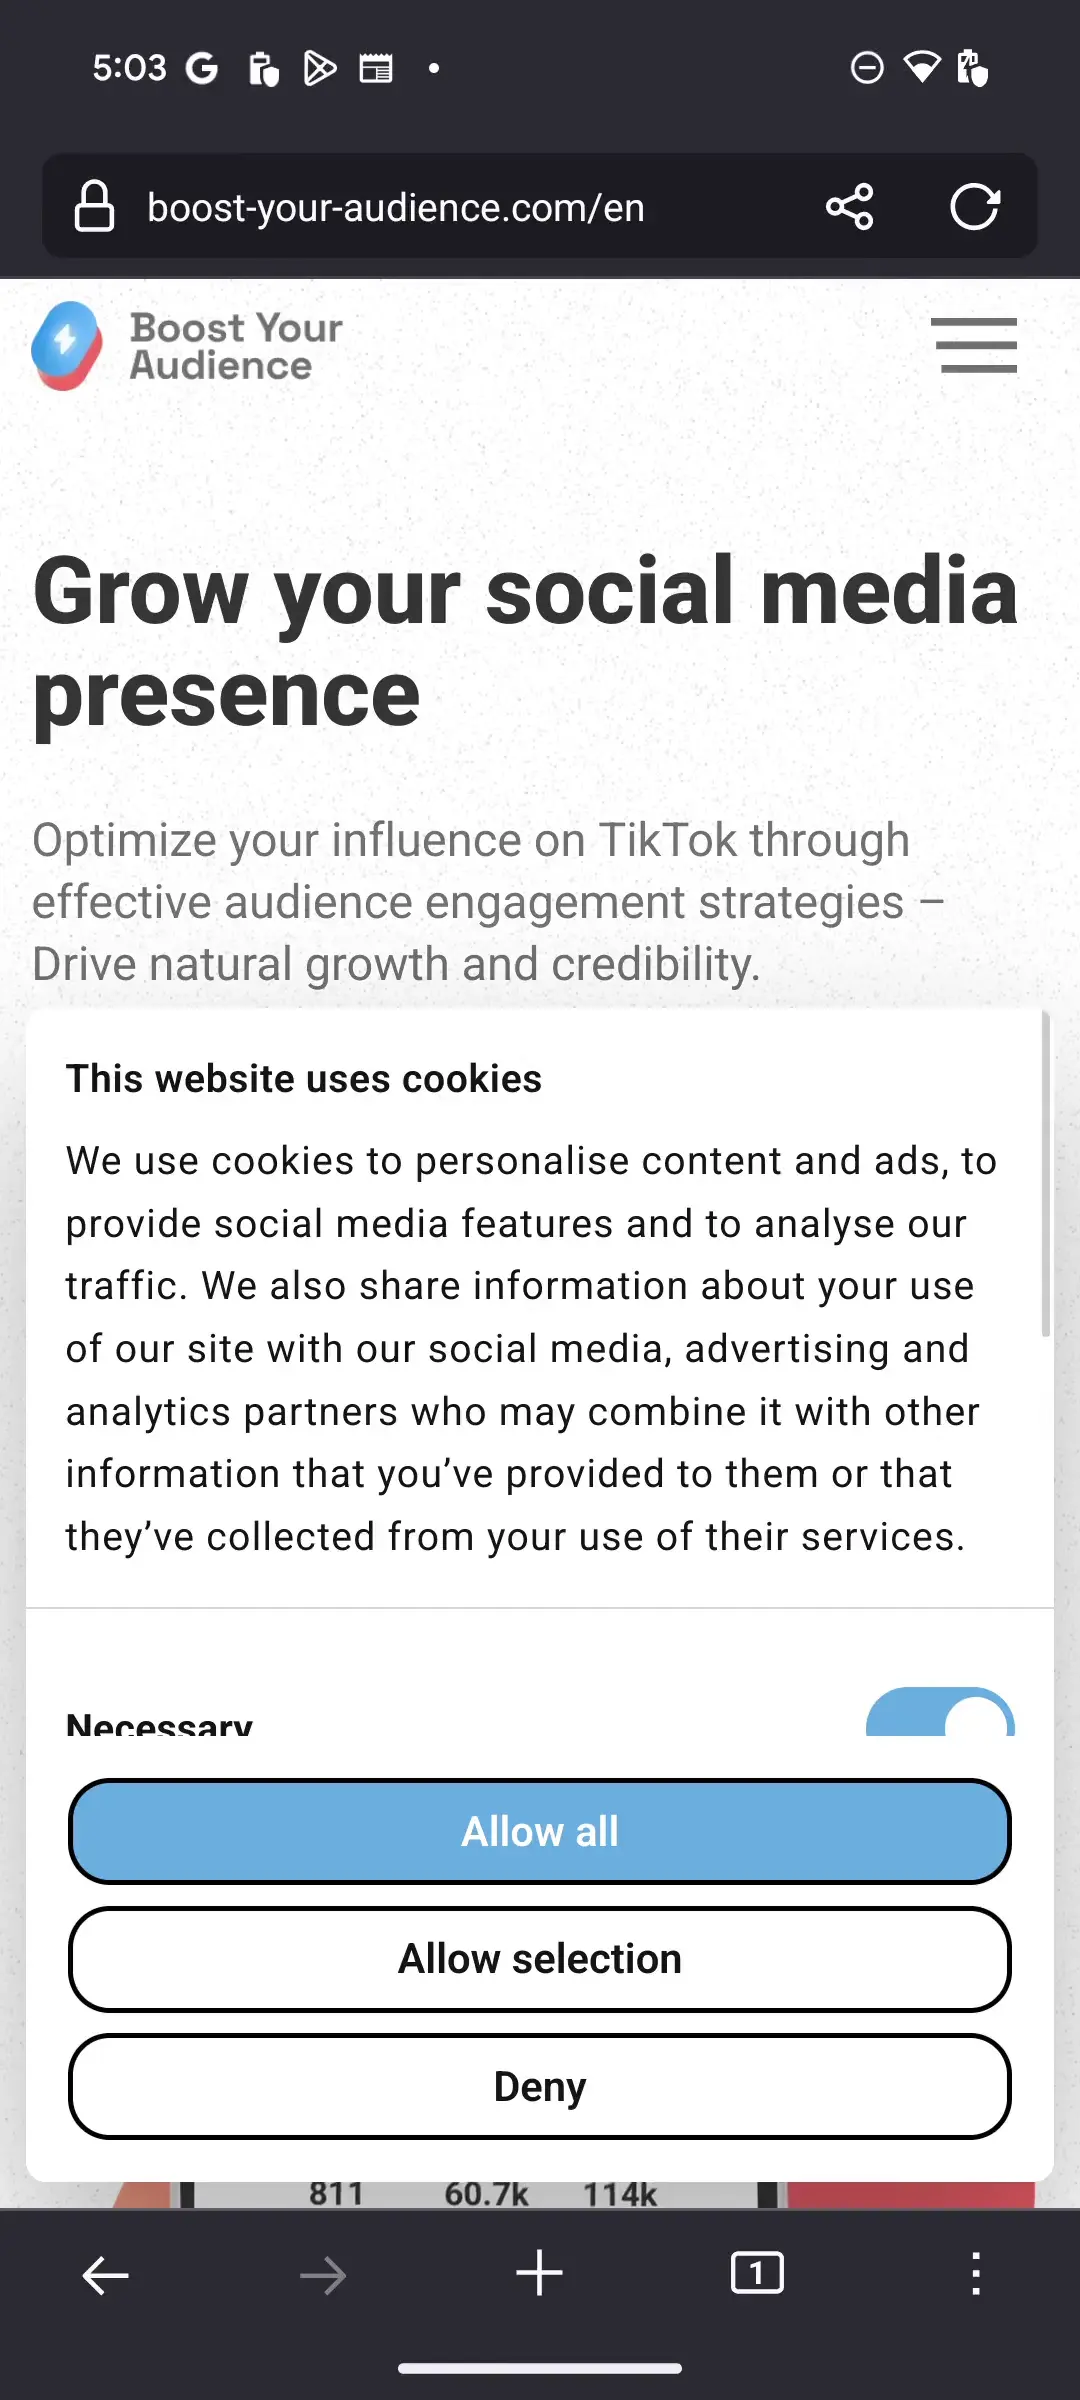 5:03
boost-your-audience.com/en
Boost Your
Audience
Grow your social media
presence
Optimize your influence on TikTok through
effective audience engagement strategies –
Drive natural growth and credibility.
This website uses cookies
We use cookies to personalise content and ads, to
provide social media features and to analyse our
traffic. We also share information about your use
of our site with our social media, advertising and
analytics partners who may combine it with other
information that you’ve provided to them or that
they’ve collected from your use of their services.
Necessary
Allow all
Allow selection
Deny
811 60.7k 114k
1